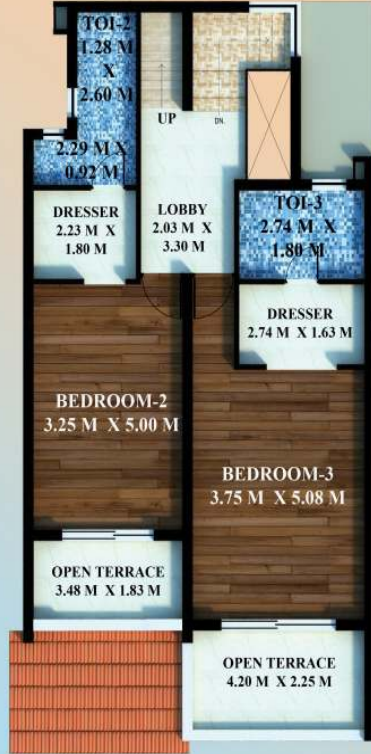 TOI-2
1.28 M
X
2.60 M
2.29 M X
0.92 M
UP
DN.
DRESSER
2.23 M X
1.80 M
LOBBY
2.03 M X
3.30 M
TOI-3
2.74 M X
1.80 M
DRESSER
2.74 M X 1.63 M
BEDROOM-2
3.25 M X 5.00 M
BEDROOM-3
3.75 M X 5.08 M
OPEN TERRACE
3.48 M X 1.83 M
OPEN TERRACE
4.20 M X 2.25 M